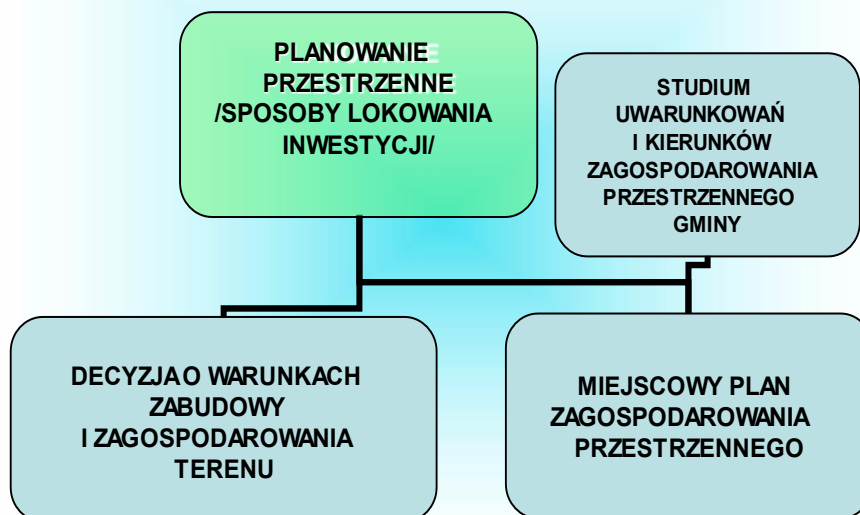 PLANOWANIE
PRZESTRZENNE
/SPOSOBY LOKOWANIA
INWESTYCJI/
STUDIUM
UWARUNKOWAŃ
I KIERUNKÓW
ZAGOSPODAROWANIA
PRZESTRZENNEGO
GMINY
DECYZJA O WARUNKACH
ZABUDOWY
I ZAGOSPODAROWANIA
TERENU
MIEJSCOWY PLAN
ZAGOSPODAROWANIA
PRZESTRZENNEGO